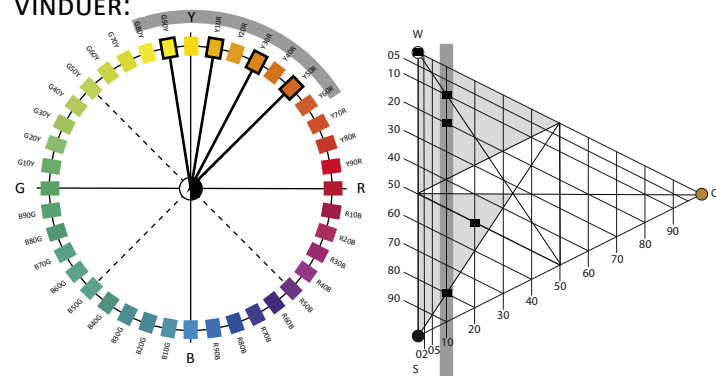 VINDUER:
Y
Y10R
Y20R
Y30R
Y40R
Y50R
Y60R
Y70R
Y80R
Y90R
R
R10B
R20B
R30B
R40B
R50B
R60B
R70B
R80B
R90B
B
B10G
B20G
B30G
B40G
B50G
B60G
B70G
B80G
B90G
G
G10Y
G20Y
G30Y
G40Y
G50Y
G60Y
G70Y
G80Y
G90Y
W
05
10
20
30
40
50
60
70
80
90
S
02
05
10
20
30
40
50
60
70
80
90